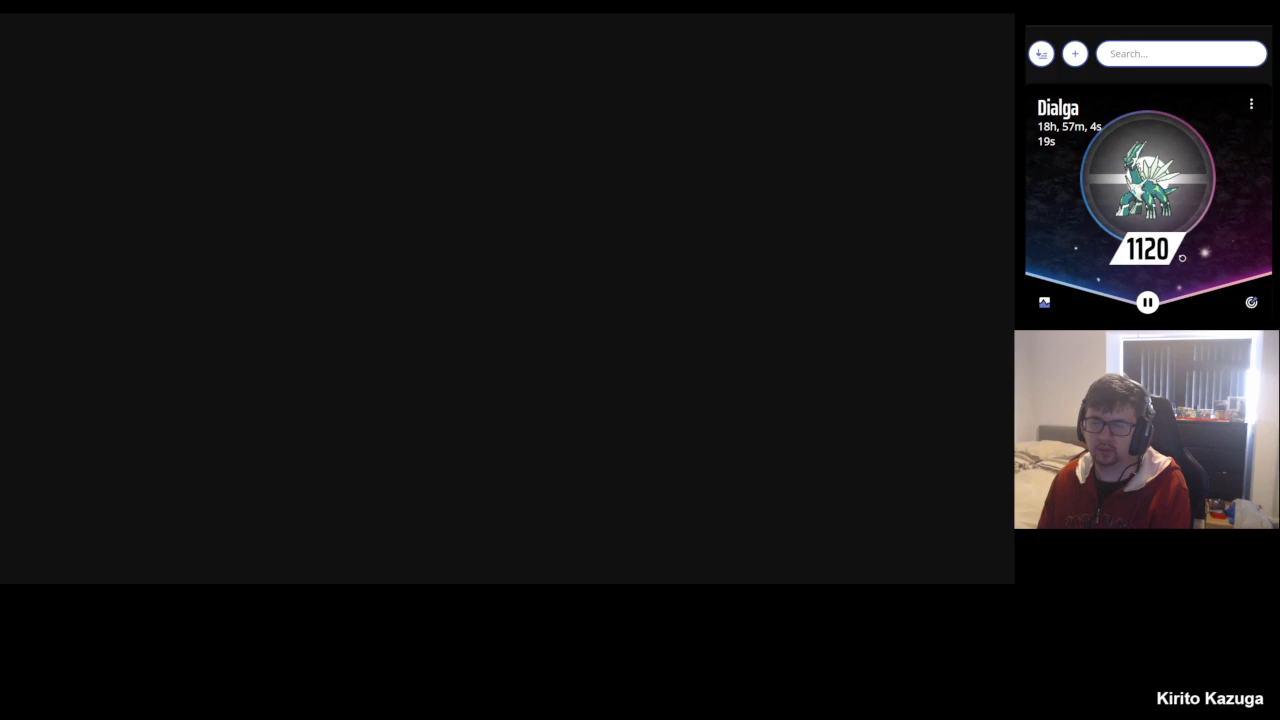 Search...
Dialga
18h, 57m, 4s
19s
1120
Kirito Kazuga